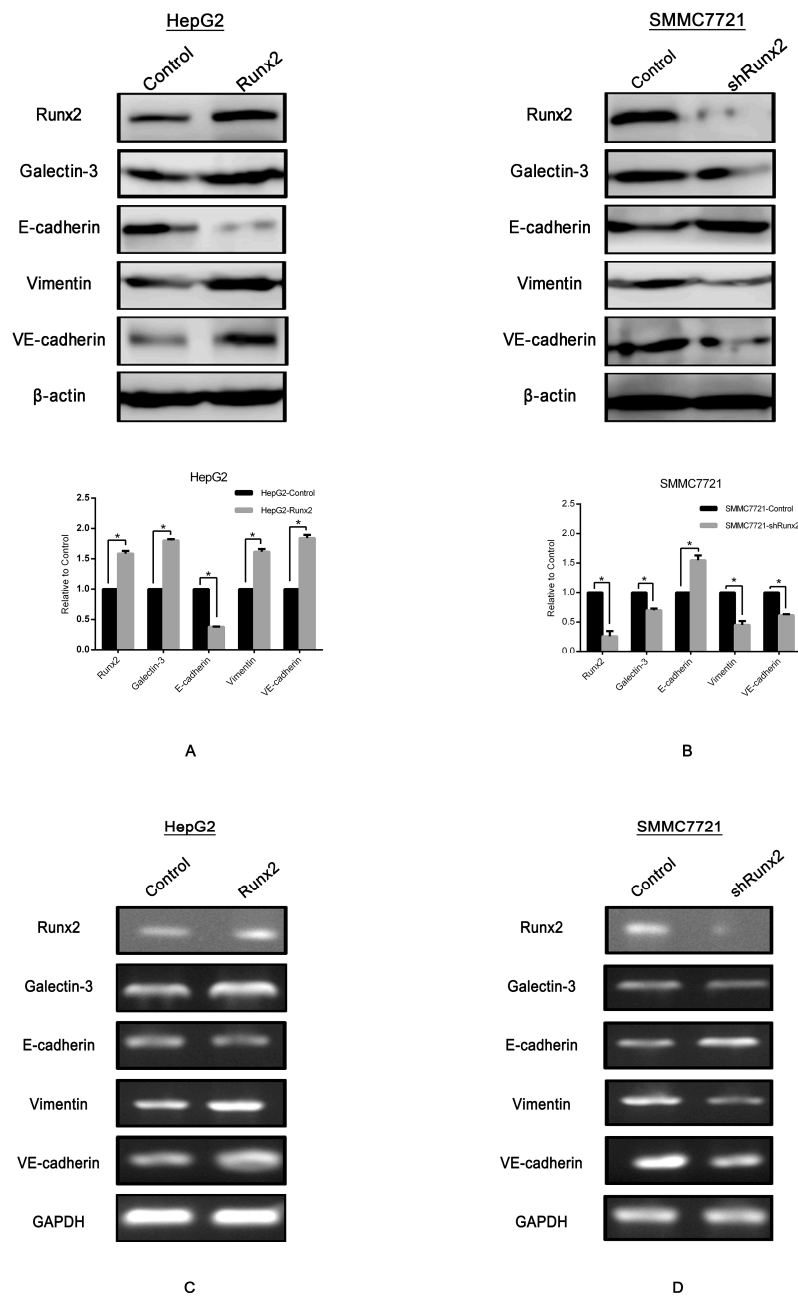 HepG2
Control Runx2
Runx2
Galectin-3
E-cadherin
Vimentin
VE-cadherin
β-actin
SMMC7721
Control shRunx2
Runx2
Galectin-3
E-cadherin
Vimentin
VE-cadherin
β-actin
HepG2
HepG2-Control
HepG2-Runx2
Relative to Control
2.5
2.0
1.5
1.0
0.5
0.0
* * * * *
Runx2 Galectin-3 E-cadherin Vimentin VE-cadherin
A
SMMC7721
SMMC7721-Control
SMMC7721-shRunx2
Relative to Control
2.5
2.0
1.5
1.0
0.5
0.0
* * * * *
Runx2 Galectin-3 E-cadherin Vimentin VE-cadherin
B
HepG2
Control Runx2
Runx2
Galectin-3
E-cadherin
Vimentin
VE-cadherin
GAPDH
C
SMMC7721
Control shRunx2
Runx2
Galectin-3
E-cadherin
Vimentin
VE-cadherin
GAPDH
D